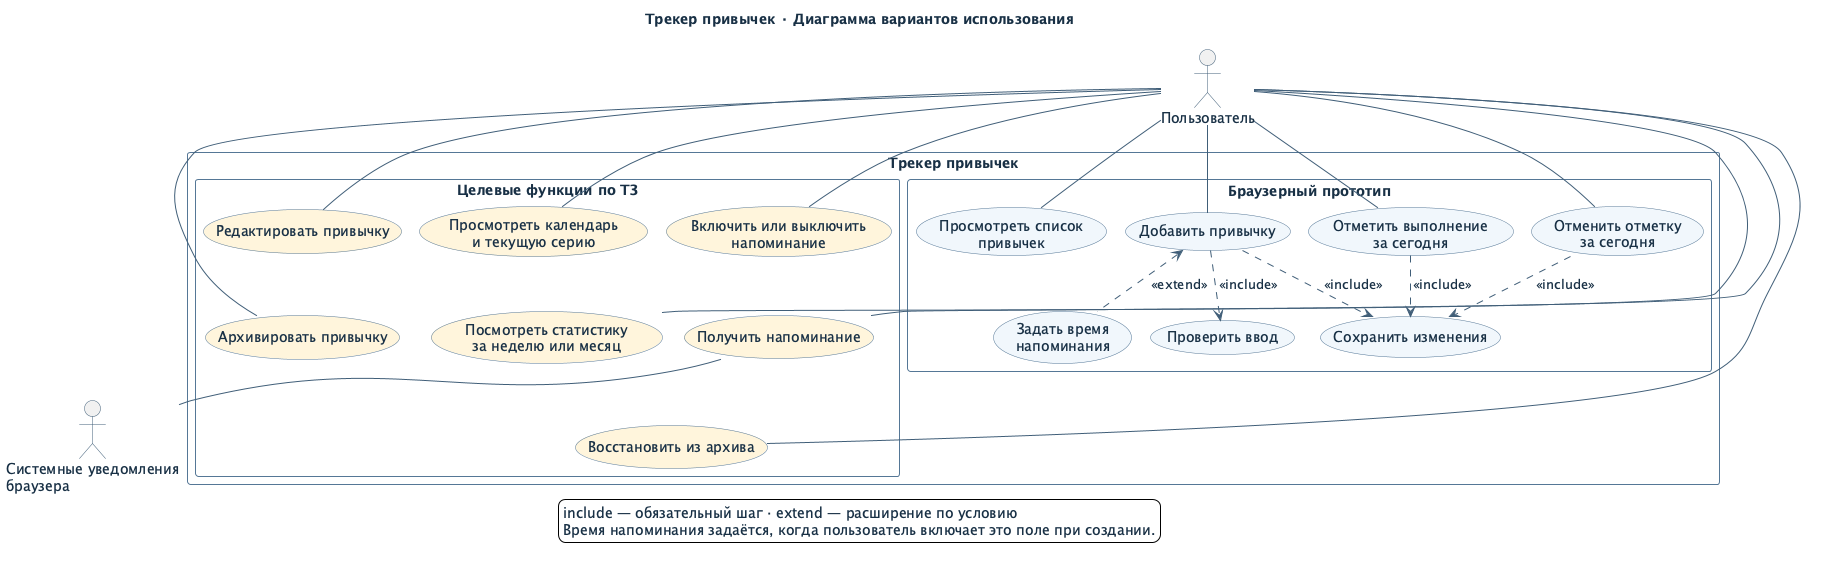 Трекер привычек · Диаграмма вариантов использования
Пользователь
Трекер привычек
Целевые функции по ТЗ
Браузерный прототип
Редактировать привычку
Просмотреть календарь
и текущую серию
Включить или выключить
напоминание
Просмотреть список
привычек
Добавить привычку
Отметить выполнение
за сегодня
Отменить отметку
за сегодня
«extend»
«include»
«include»
«include»
«include»
Архивировать привычку
Посмотреть статистику
за неделю или месяц
Получить напоминание
Задать время
напоминания
Проверить ввод
Сохранить изменения
Восстановить из архива
Системные уведомления
браузера
include — обязательный шаг · extend — расширение по условию
Время напоминания задаётся, когда пользователь включает это поле при создании.